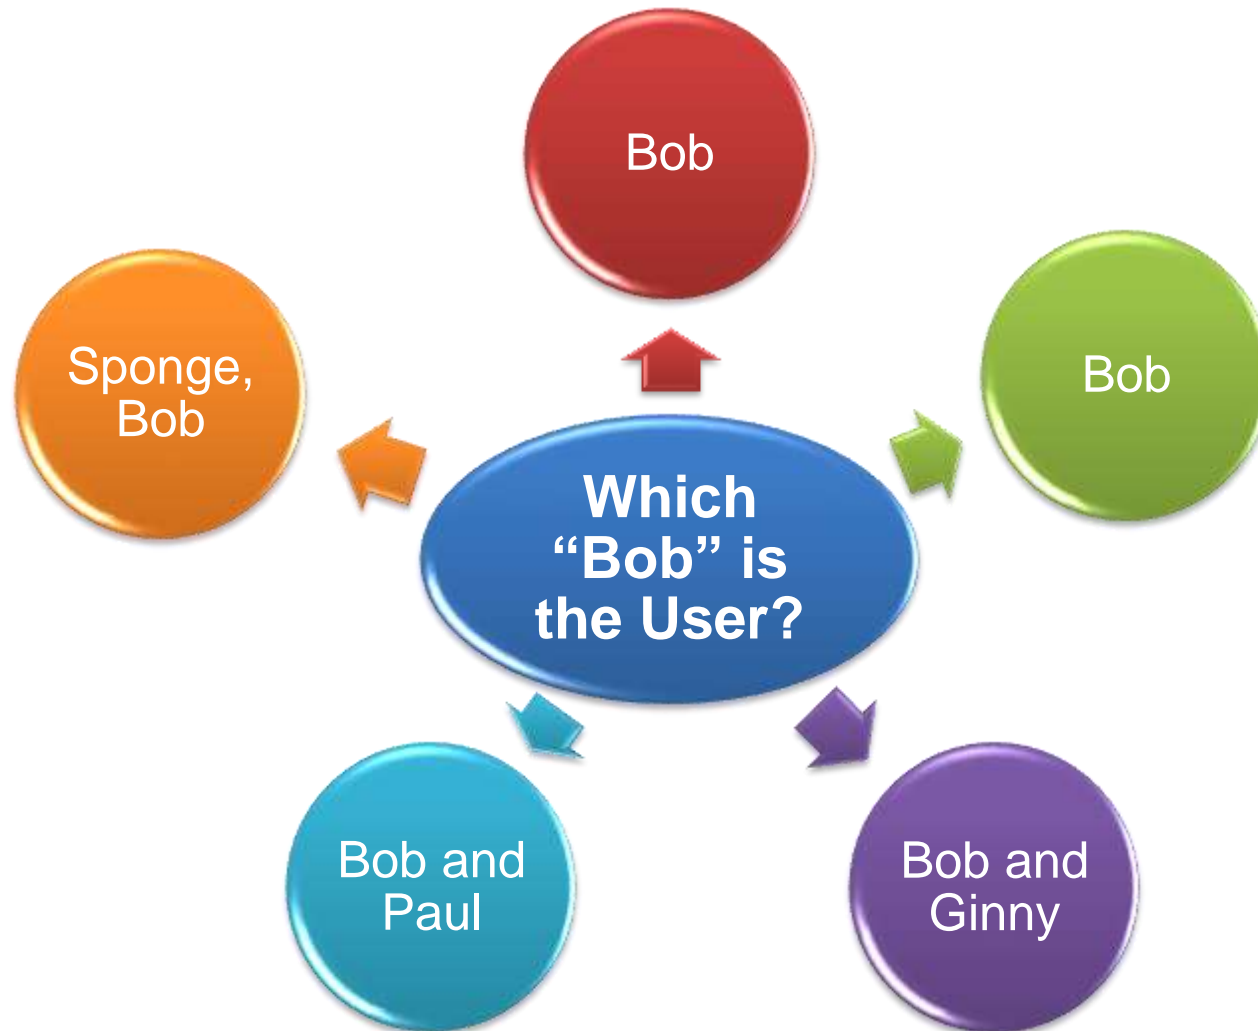 Bob
Sponge,
Bob
Bob
Which
“Bob” is
the User?
Bob and
Paul
Bob and
Ginny